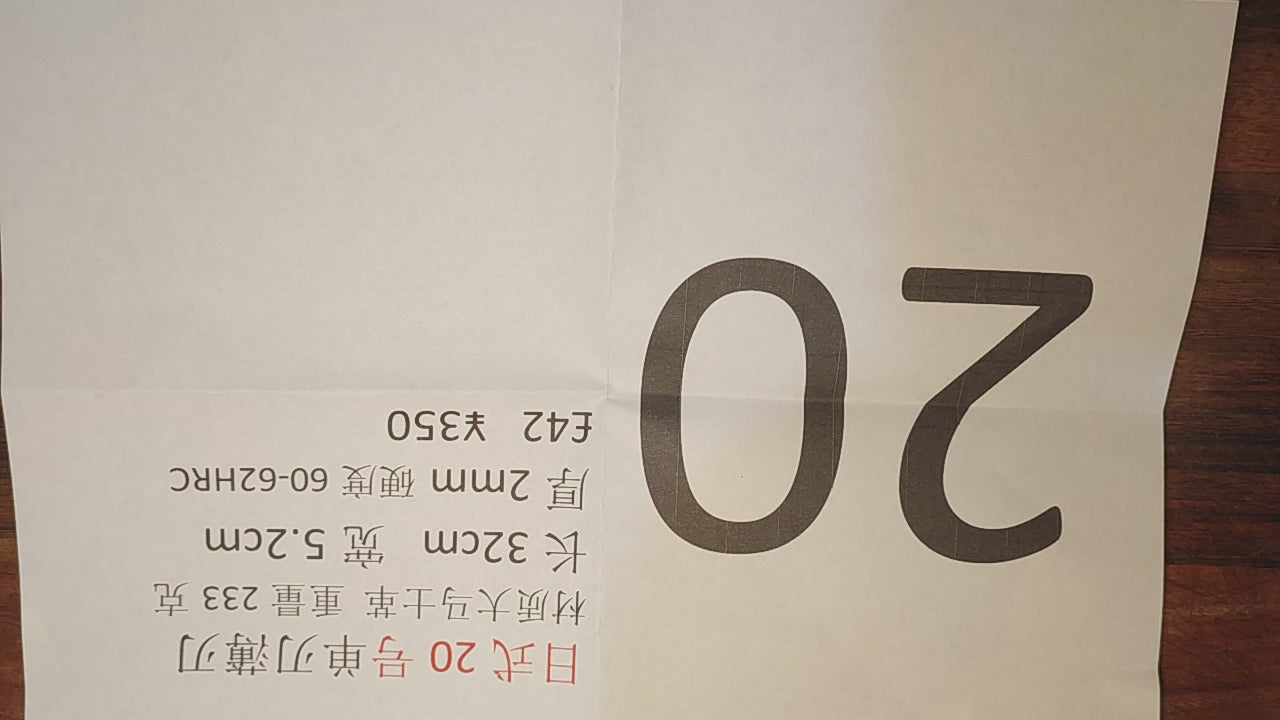 20
日式 20 号单刃薄刃
材质大马士革 重量 233 克
长 32cm 宽 5.2cm
厚 2mm 硬度 60-62HRC
£42 ¥350